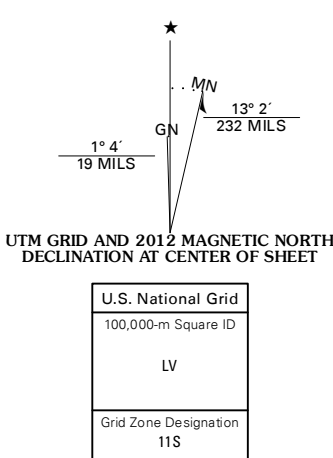 MN
GN
13° 2´
232 MILS
1° 4´
19 MILS
UTM GRID AND 2012 MAGNETIC NORTH
DECLINATION AT CENTER OF SHEET
U.S. National Grid
100,000-m Square ID
LV
Grid Zone Designation
11S